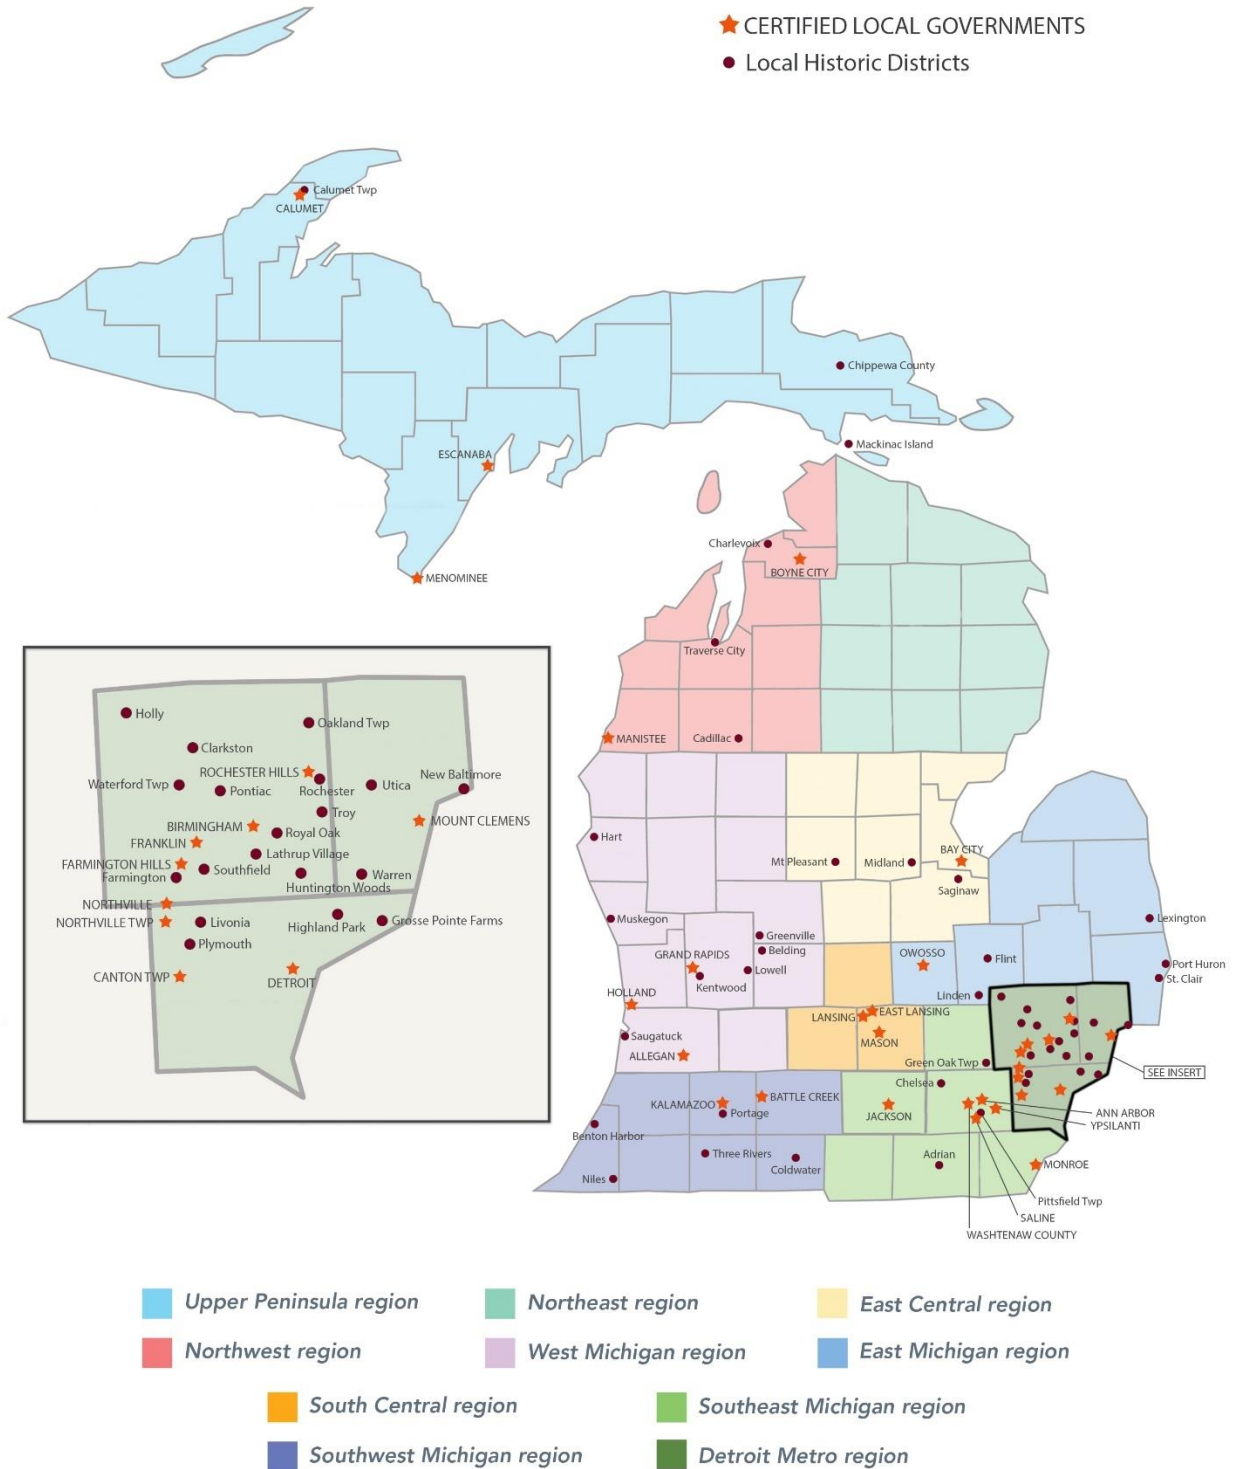 CERTIFIED LOCAL GOVERNMENTS
Local Historic Districts
Calumet Twp
CALUMET
Chippewa County
Mackinac Island
ESCANABA
MENOMINEE
Charlevoix
BOYNE CITY
Traverse City
MANISTEE
Cadillac
Hart
Mt Pleasant
Midland
BAY CITY
Saginaw
Muskegon
Lexington
Greenville
Belding
GRAND RAPIDS
Lowell
Kentwood
OWOSSO
Flint
Port Huron
St. Clair
HOLLAND
Linden
LANSING
EAST LANSING
MASON
Saugatuck
ALLEGAN
Green Oak Twp
SEE INSERT
Chelsea
KALAMAZOO
BATTLE CREEK
Portage
JACKSON
ANN ARBOR
YPSILANTI
Benton Harbor
Three Rivers
Coldwater
Adrian
MONROE
Niles
Pittsfield Twp
SALINE
WASHTENAW COUNTY
Holly
Oakland Twp
Clarkston
ROCHESTER HILLS
New Baltimore
Waterford Twp
Pontiac
Rochester
Utica
Troy
BIRMINGHAM
MOUNT CLEMENS
Royal Oak
FRANKLIN
Lathrup Village
FARMINGTON HILLS
Southfield
Farmington
Huntington Woods
Warren
NORTHVILLE
NORTHVILLE TWP
Livonia
Highland Park
Grosse Pointe Farms
Plymouth
CANTON TWP
DETROIT
Upper Peninsula region
Northeast region
East Central region
Northwest region
West Michigan region
East Michigan region
South Central region
Southeast Michigan region
Southwest Michigan region
Detroit Metro region